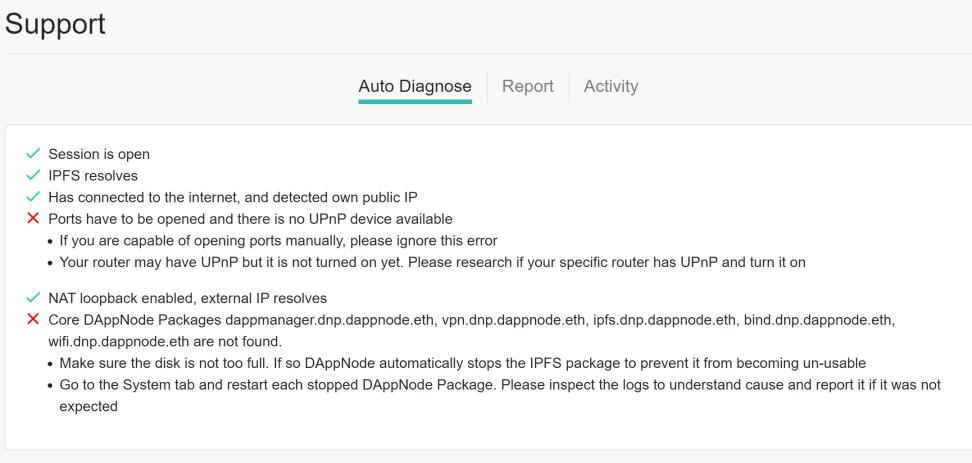 Support
Auto Diagnose
Report
Activity
Session is open
IPFS resolves
Has connected to the internet, and detected own public IP
Ports have to be opened and there is no UPnP device available
If you are capable of opening ports manually, please ignore this error
Your router may have UPnP but it is not turned on yet. Please research if your specific router has UPnP and turn it on
NAT loopback enabled, external IP resolves
Core DAppNode Packages dappmanager.dnp.dappnode.eth, vpn.dnp.dappnode.eth, ipfs.dnp.dappnode.eth, bind.dnp.dappnode.eth,
wifi.dnp.dappnode.eth are not found.
Make sure the disk is not too full. If so DAppNode automatically stops the IPFS package to prevent it from becoming un-usable
Go to the System tab and restart each stopped DAppNode Package. Please inspect the logs to understand cause and report it if it was not
expected